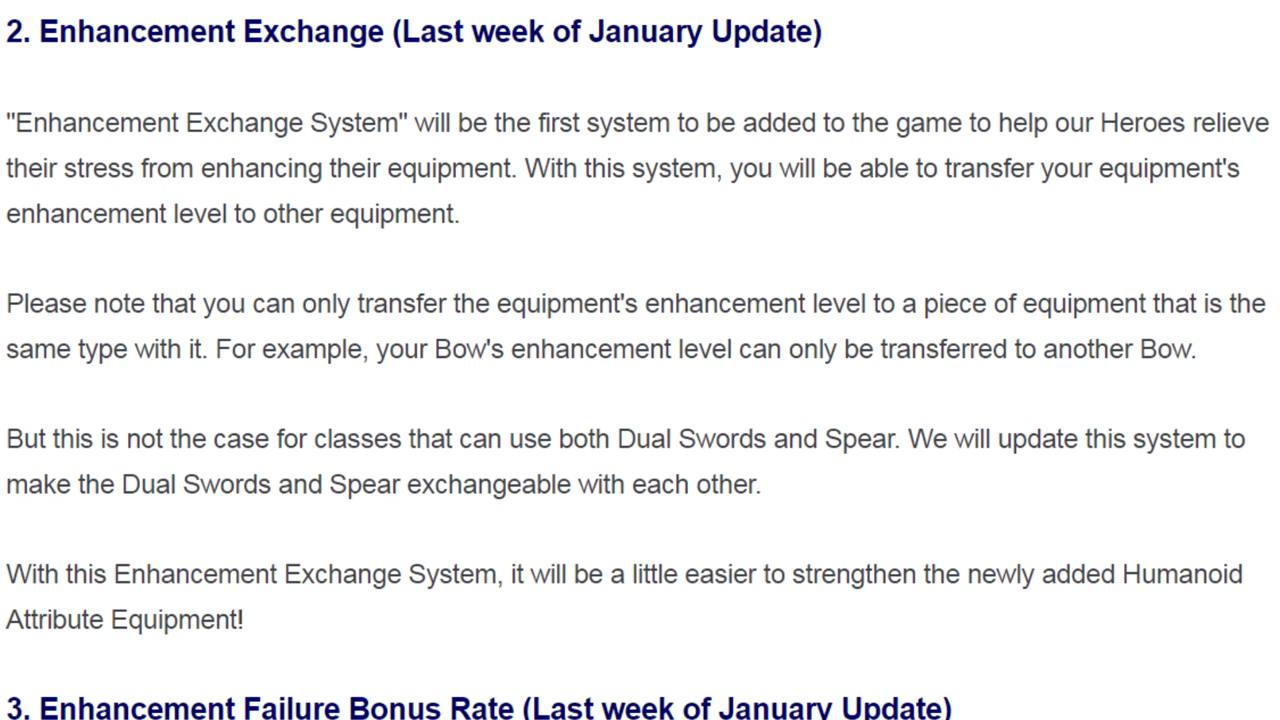 2. Enhancement Exchange (Last week of January Update)
"Enhancement Exchange System" will be the first system to be added to the game to help our Heroes relieve
their stress from enhancing their equipment. With this system, you will be able to transfer your equipment's
enhancement level to other equipment.
Please note that you can only transfer the equipment's enhancement level to a piece of equipment that is the
same type with it. For example, your Bow's enhancement level can only be transferred to another Bow.
But this is not the case for classes that can use both Dual Swords and Spear. We will update this system to
make the Dual Swords and Spear exchangeable with each other.
With this Enhancement Exchange System, it will be a little easier to strengthen the newly added Humanoid
Attribute Equipment!
3. Enhancement Failure Bonus Rate (Last week of January Update)